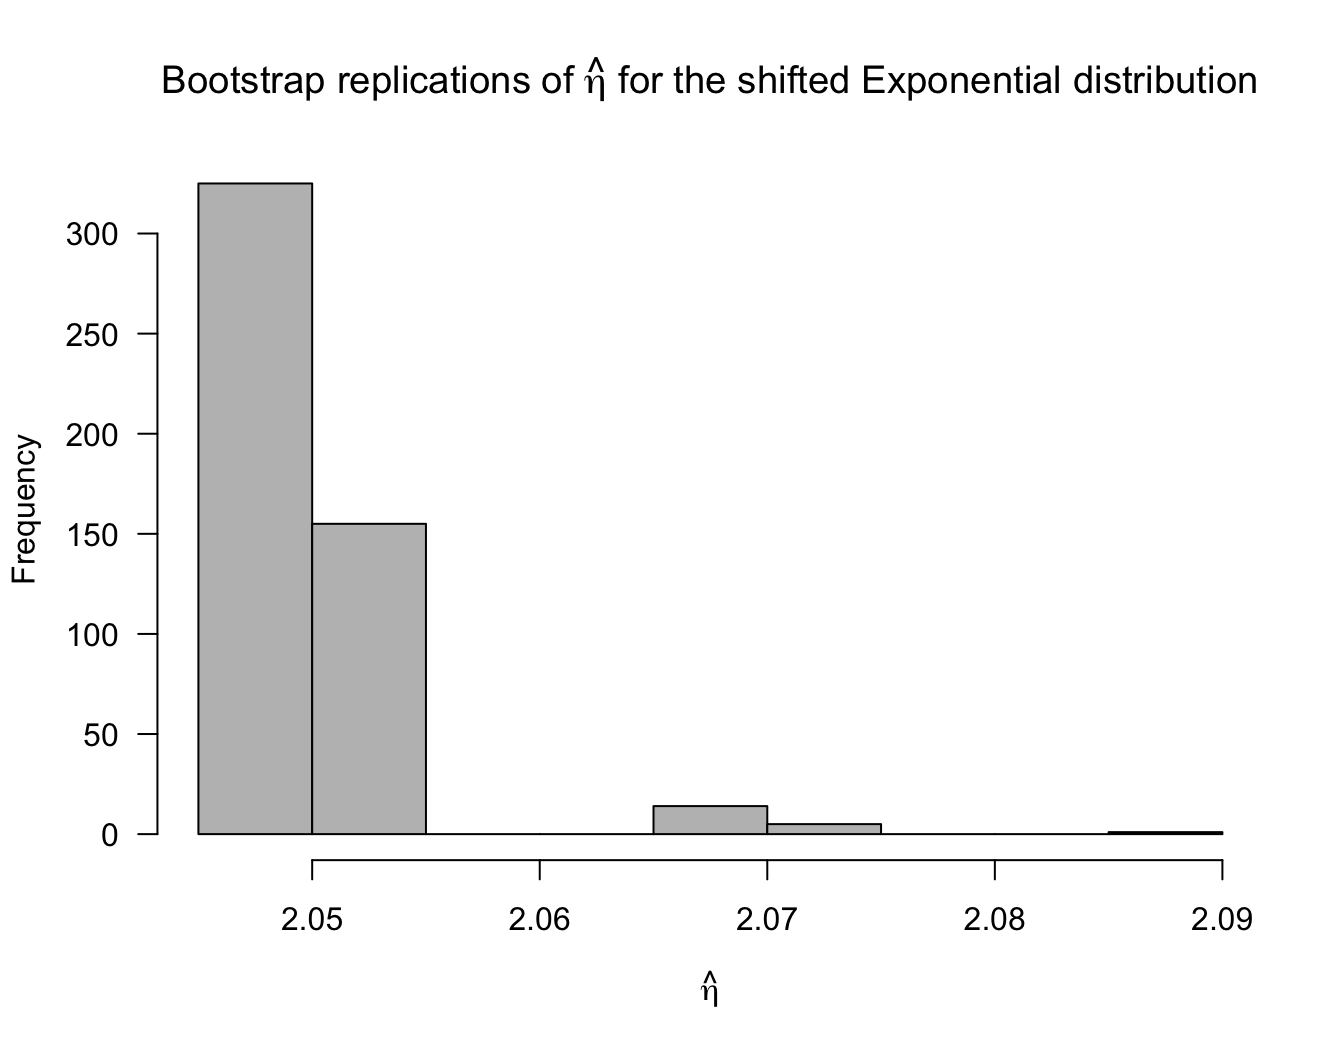 Bootstrap replications of η̂ for the shifted Exponential distribution
Frequency
300
250
200
150
100
50
0
2.05 2.06 2.07 2.08 2.09
η̂